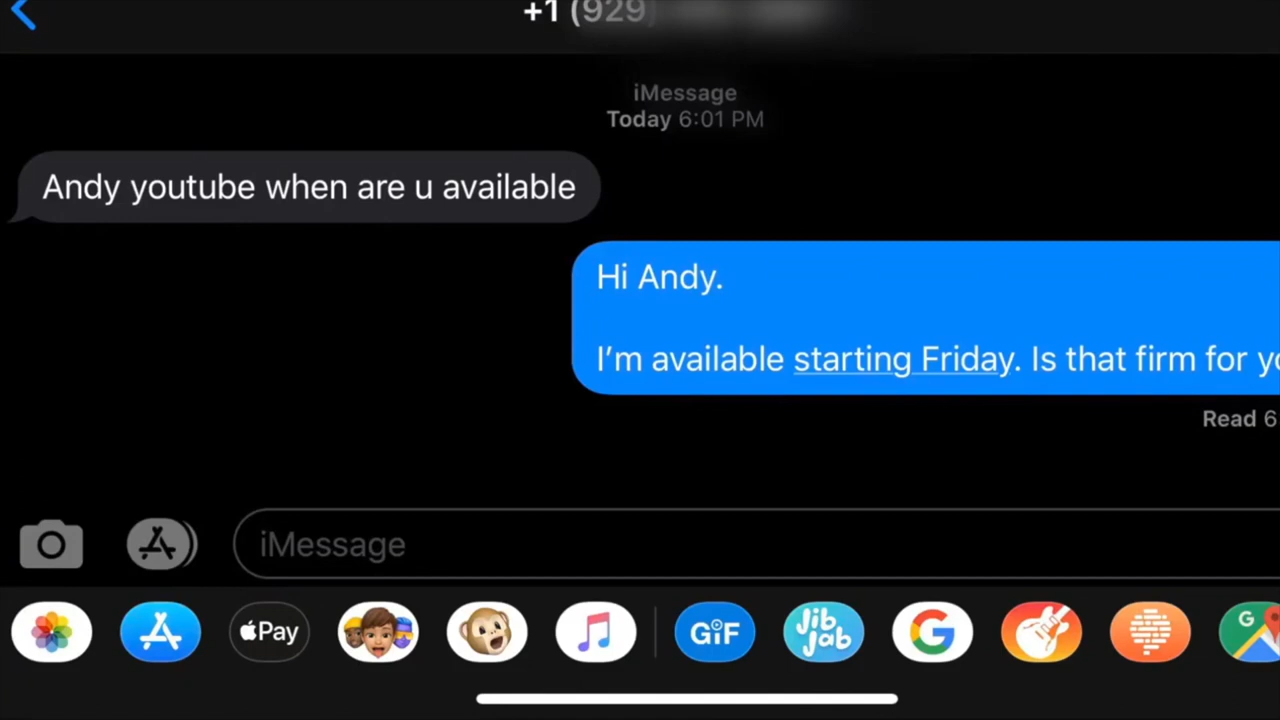 +1 (929)
iMessage
Today 6:01 PM
Andy youtube when are u available
Hi Andy.
I'm available starting Friday. Is that firm for
Read 6
iMessage
Pay
GIF
Jib
Jab
G
G